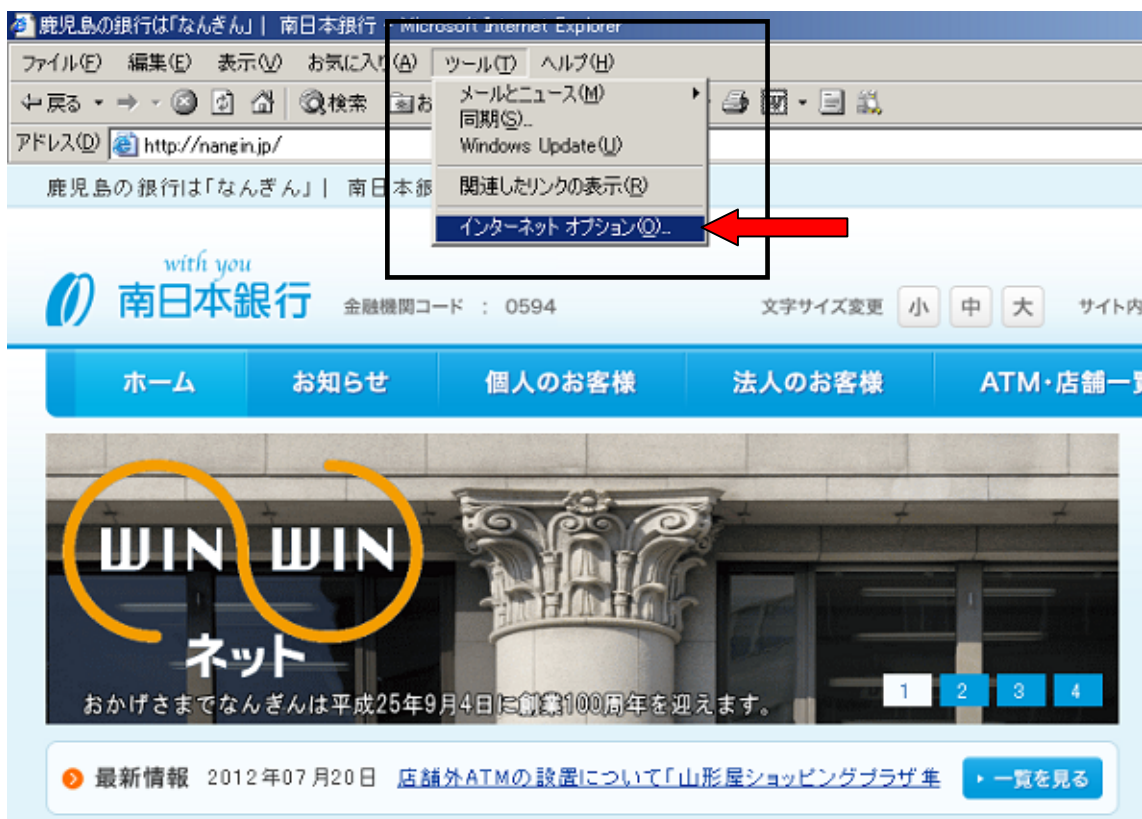 鹿児島の銀行は「なんぎん」| 南日本銀行 - Microsoft Internet Explorer
ファイル(F) 編集(E) 表示(V) お気に入り(A) ツール(T) ヘルプ(H)
戻る 検索 お
メールとニュース(M)
同期(S)...
Windows Update(U)
関連したリンクの表示(R)
インターネット オプション(O)...
アドレス(D) http://nangin.jp/
鹿児島の銀行は「なんぎん」| 南日本銀
with you
南日本銀行 金融機関コード : 0594 文字サイズ変更 小 中 大 サイト内
ホーム お知らせ 個人のお客様 法人のお客様 ATM・店舗一覧
WIN WIN
ネット
おかげさまでなんぎんは平成25年9月4日に創業100周年を迎えます。
1 2 3 4
最新情報 2012年07月20日 店舗外ATMの設置について「山形屋ショッピングプラザ隼 一覧を見る